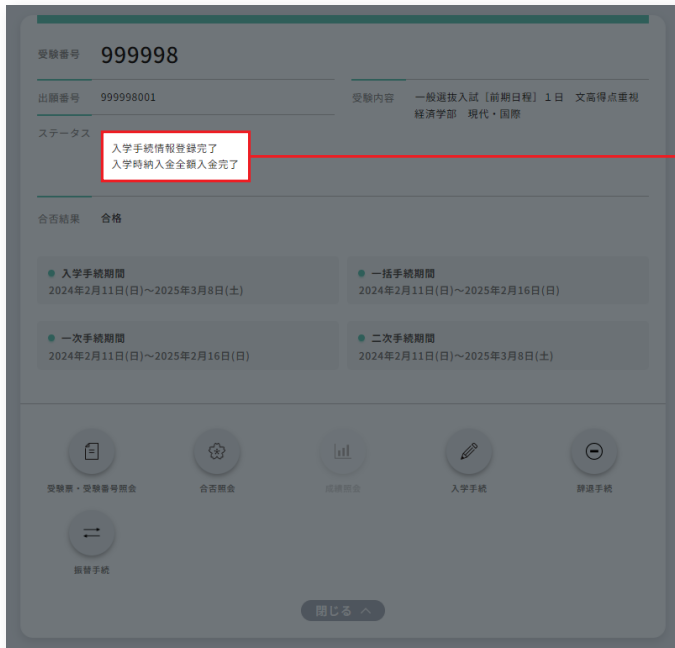 受験番号 999998
出願番号 999998001
受験内容 一般選抜入試［前期日程］１日 文高得点重視
経済学部 現代・国際
ステータス
入学手続情報登録完了
入学時納入金全額入金完了
合否結果 合格
入学手続期間
2024年2月11日(日)～2025年3月8日(土)
一括手続期間
2024年2月11日(日)～2025年2月16日(日)
一次手続期間
2024年2月11日(日)～2025年2月16日(日)
二次手続期間
2024年2月11日(日)～2025年3月8日(土)
受験票・受験番号照会
合否照会
成績照会
入学手続
辞退手続
振替手続
閉じる